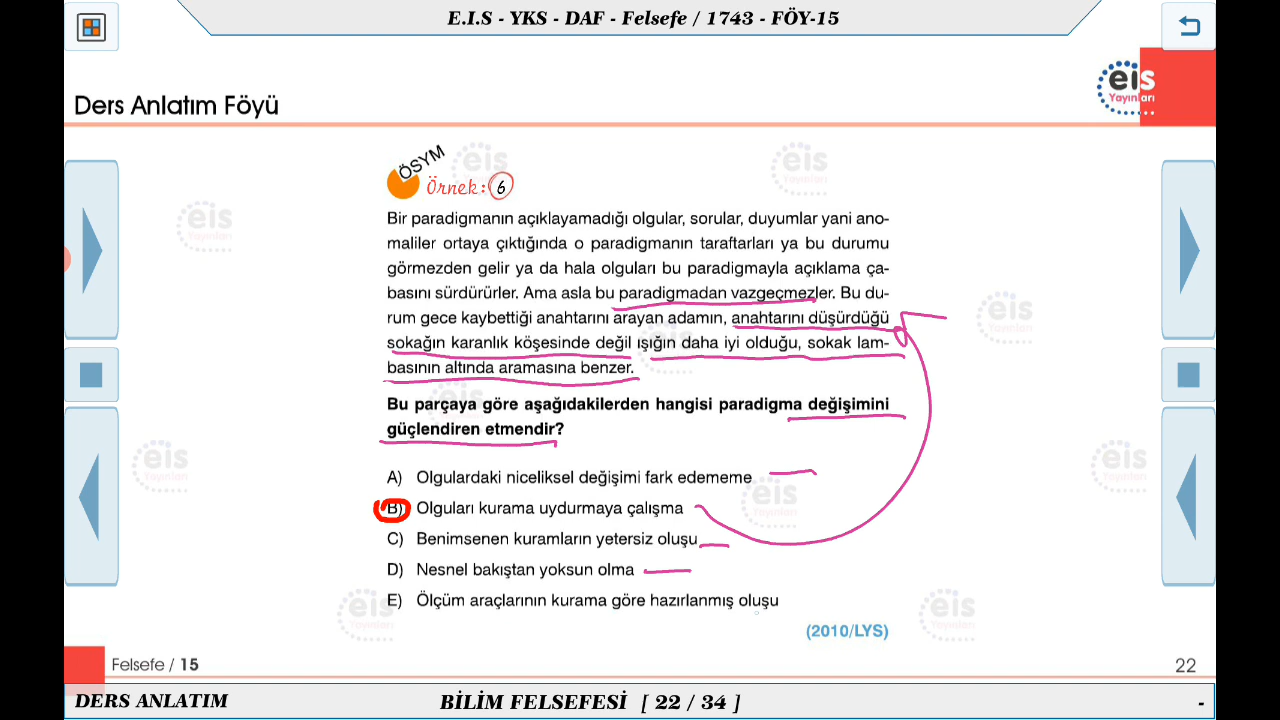 E.I.S - YKS - DAF - Felsefe / 1743 - FÖY-15
Ders Anlatım Föyü
eis
Yayınları
ÖSYM
Örnek: 6
Bir paradigmanın açıklayamadığı olgular, sorular, duyumlar yani ano-
maliler ortaya çıktığında o paradigmanın taraftarları ya bu durumu
görmezden gelir ya da hala olguları bu paradigmayla açıklama ça-
basını sürdürürler. Ama asla bu paradigmadan vazgeçmezler. Bu du-
rum gece kaybettiği anahtarını arayan adamın, anahtarını düşürdüğü
sokağın karanlık köşesinde değil ışığın daha iyi olduğu, sokak lam-
basının altında aramasına benzer.
Bu parçaya göre aşağıdakilerden hangisi paradigma değişimini
güçlendiren etmendir?
A) Olgulardaki niceliksel değişimi fark edememe
B) Olguları kurama uydurmaya çalışma
C) Benimsenen kuramların yetersiz oluşu
D) Nesnel bakıştan yoksun olma
E) Ölçüm araçlarının kurama göre hazırlanmış oluşu
(2010/LYS)
Felsefe / 15
22
DERS ANLATIM
BİLİM FELSEFESİ [ 22 / 34 ]
-